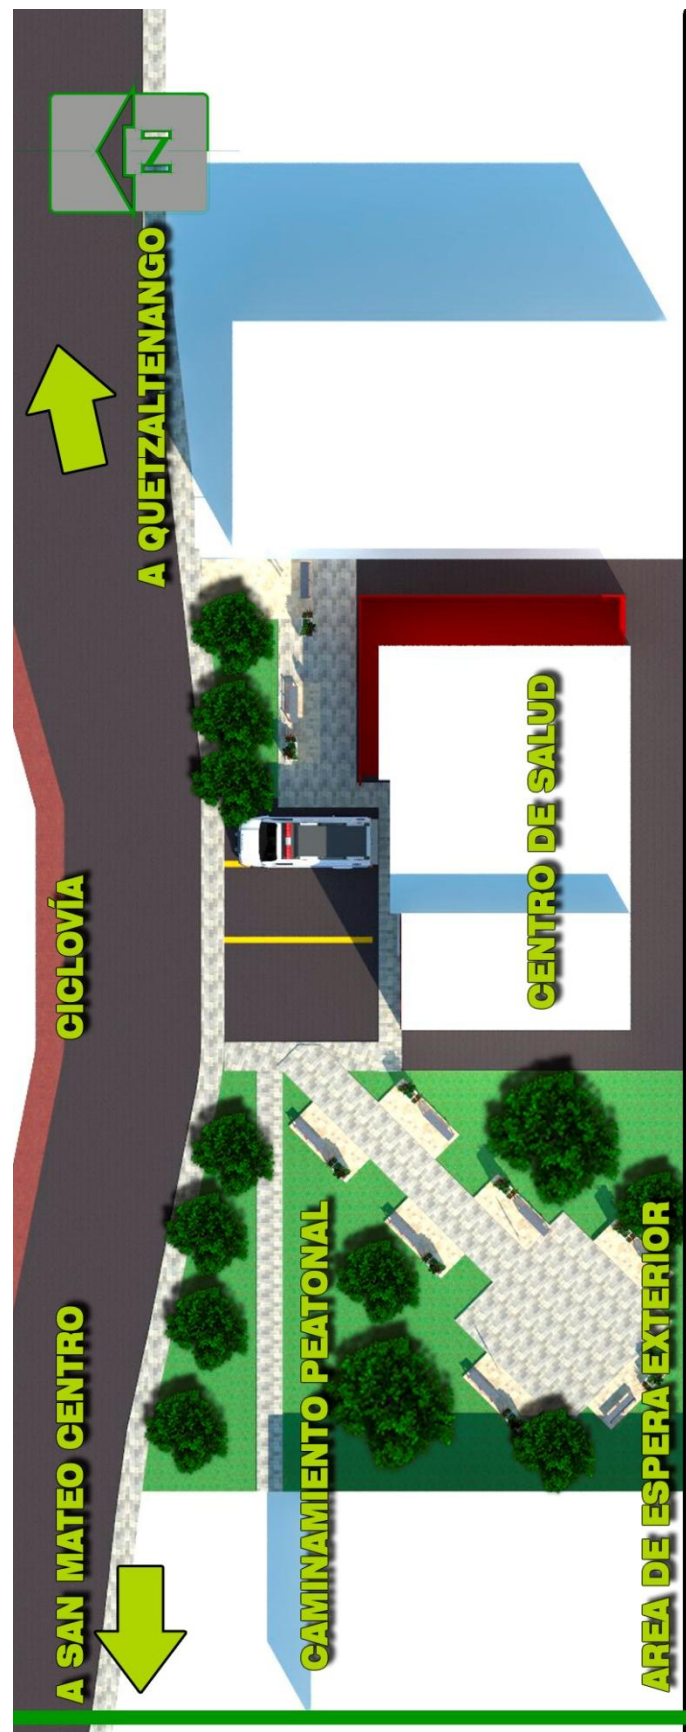 N
A QUETZALTENANGO
CICLOVÍA
CENTRO DE SALUD
A SAN MATEO CENTRO
CAMINAMIENTO PEATONAL
AREA DE ESPERA EXTERIOR